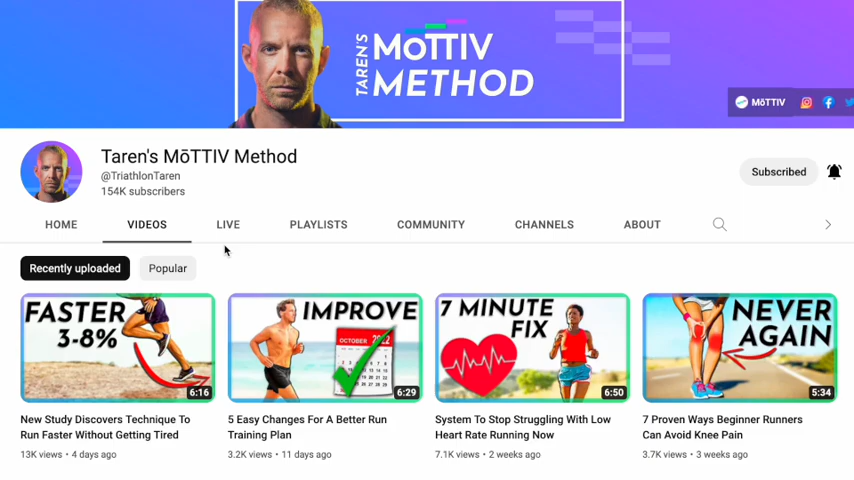 TAREN'S
MōTTIV
METHOD
MōTTIV
Taren's MōTTIV Method
@TriathlonTaren
154K subscribers
Subscribed
HOME VIDEOS LIVE PLAYLISTS COMMUNITY CHANNELS ABOUT
Recently uploaded Popular
FASTER
3-8%
6:16
IMPROVE
OCTOBER 2022
6:29
7 MINUTE
FIX
6:50
NEVER
AGAIN
5:34
New Study Discovers Technique To
Run Faster Without Getting Tired
13K views • 4 days ago
5 Easy Changes For A Better Run
Training Plan
3.2K views • 11 days ago
System To Stop Struggling With Low
Heart Rate Running Now
7.1K views • 2 weeks ago
7 Proven Ways Beginner Runners
Can Avoid Knee Pain
3.7K views • 3 weeks ago